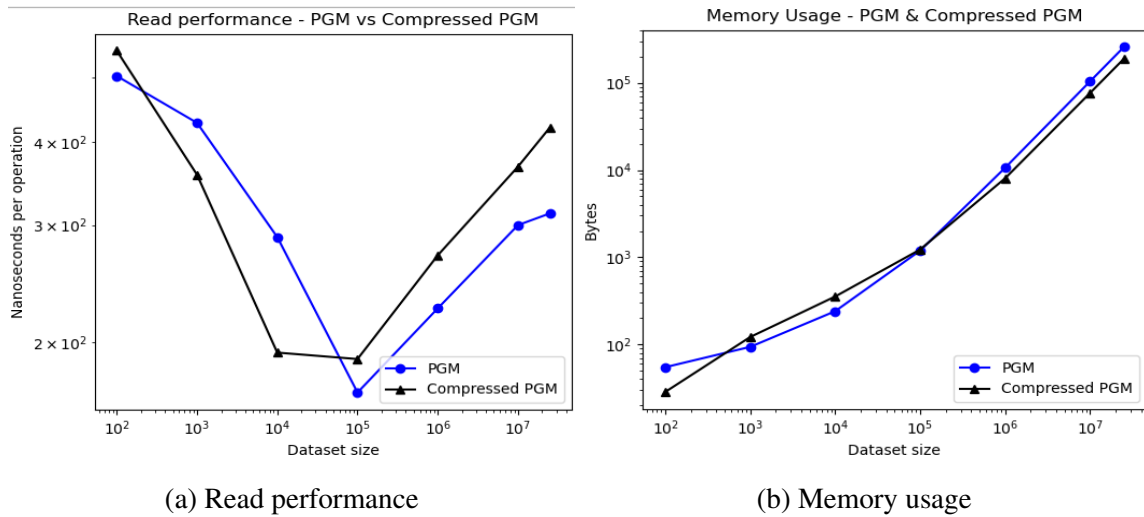 Read performance - PGM vs Compressed PGM
Nanoseconds per operation
4 × 10²
3 × 10²
2 × 10²
PGM
Compressed PGM
10² 10³ 10⁴ 10⁵ 10⁶ 10⁷
Dataset size
(a) Read performance
Memory Usage - PGM & Compressed PGM
Bytes
10⁵
10⁴
10³
10²
PGM
Compressed PGM
10² 10³ 10⁴ 10⁵ 10⁶ 10⁷
Dataset size
(b) Memory usage